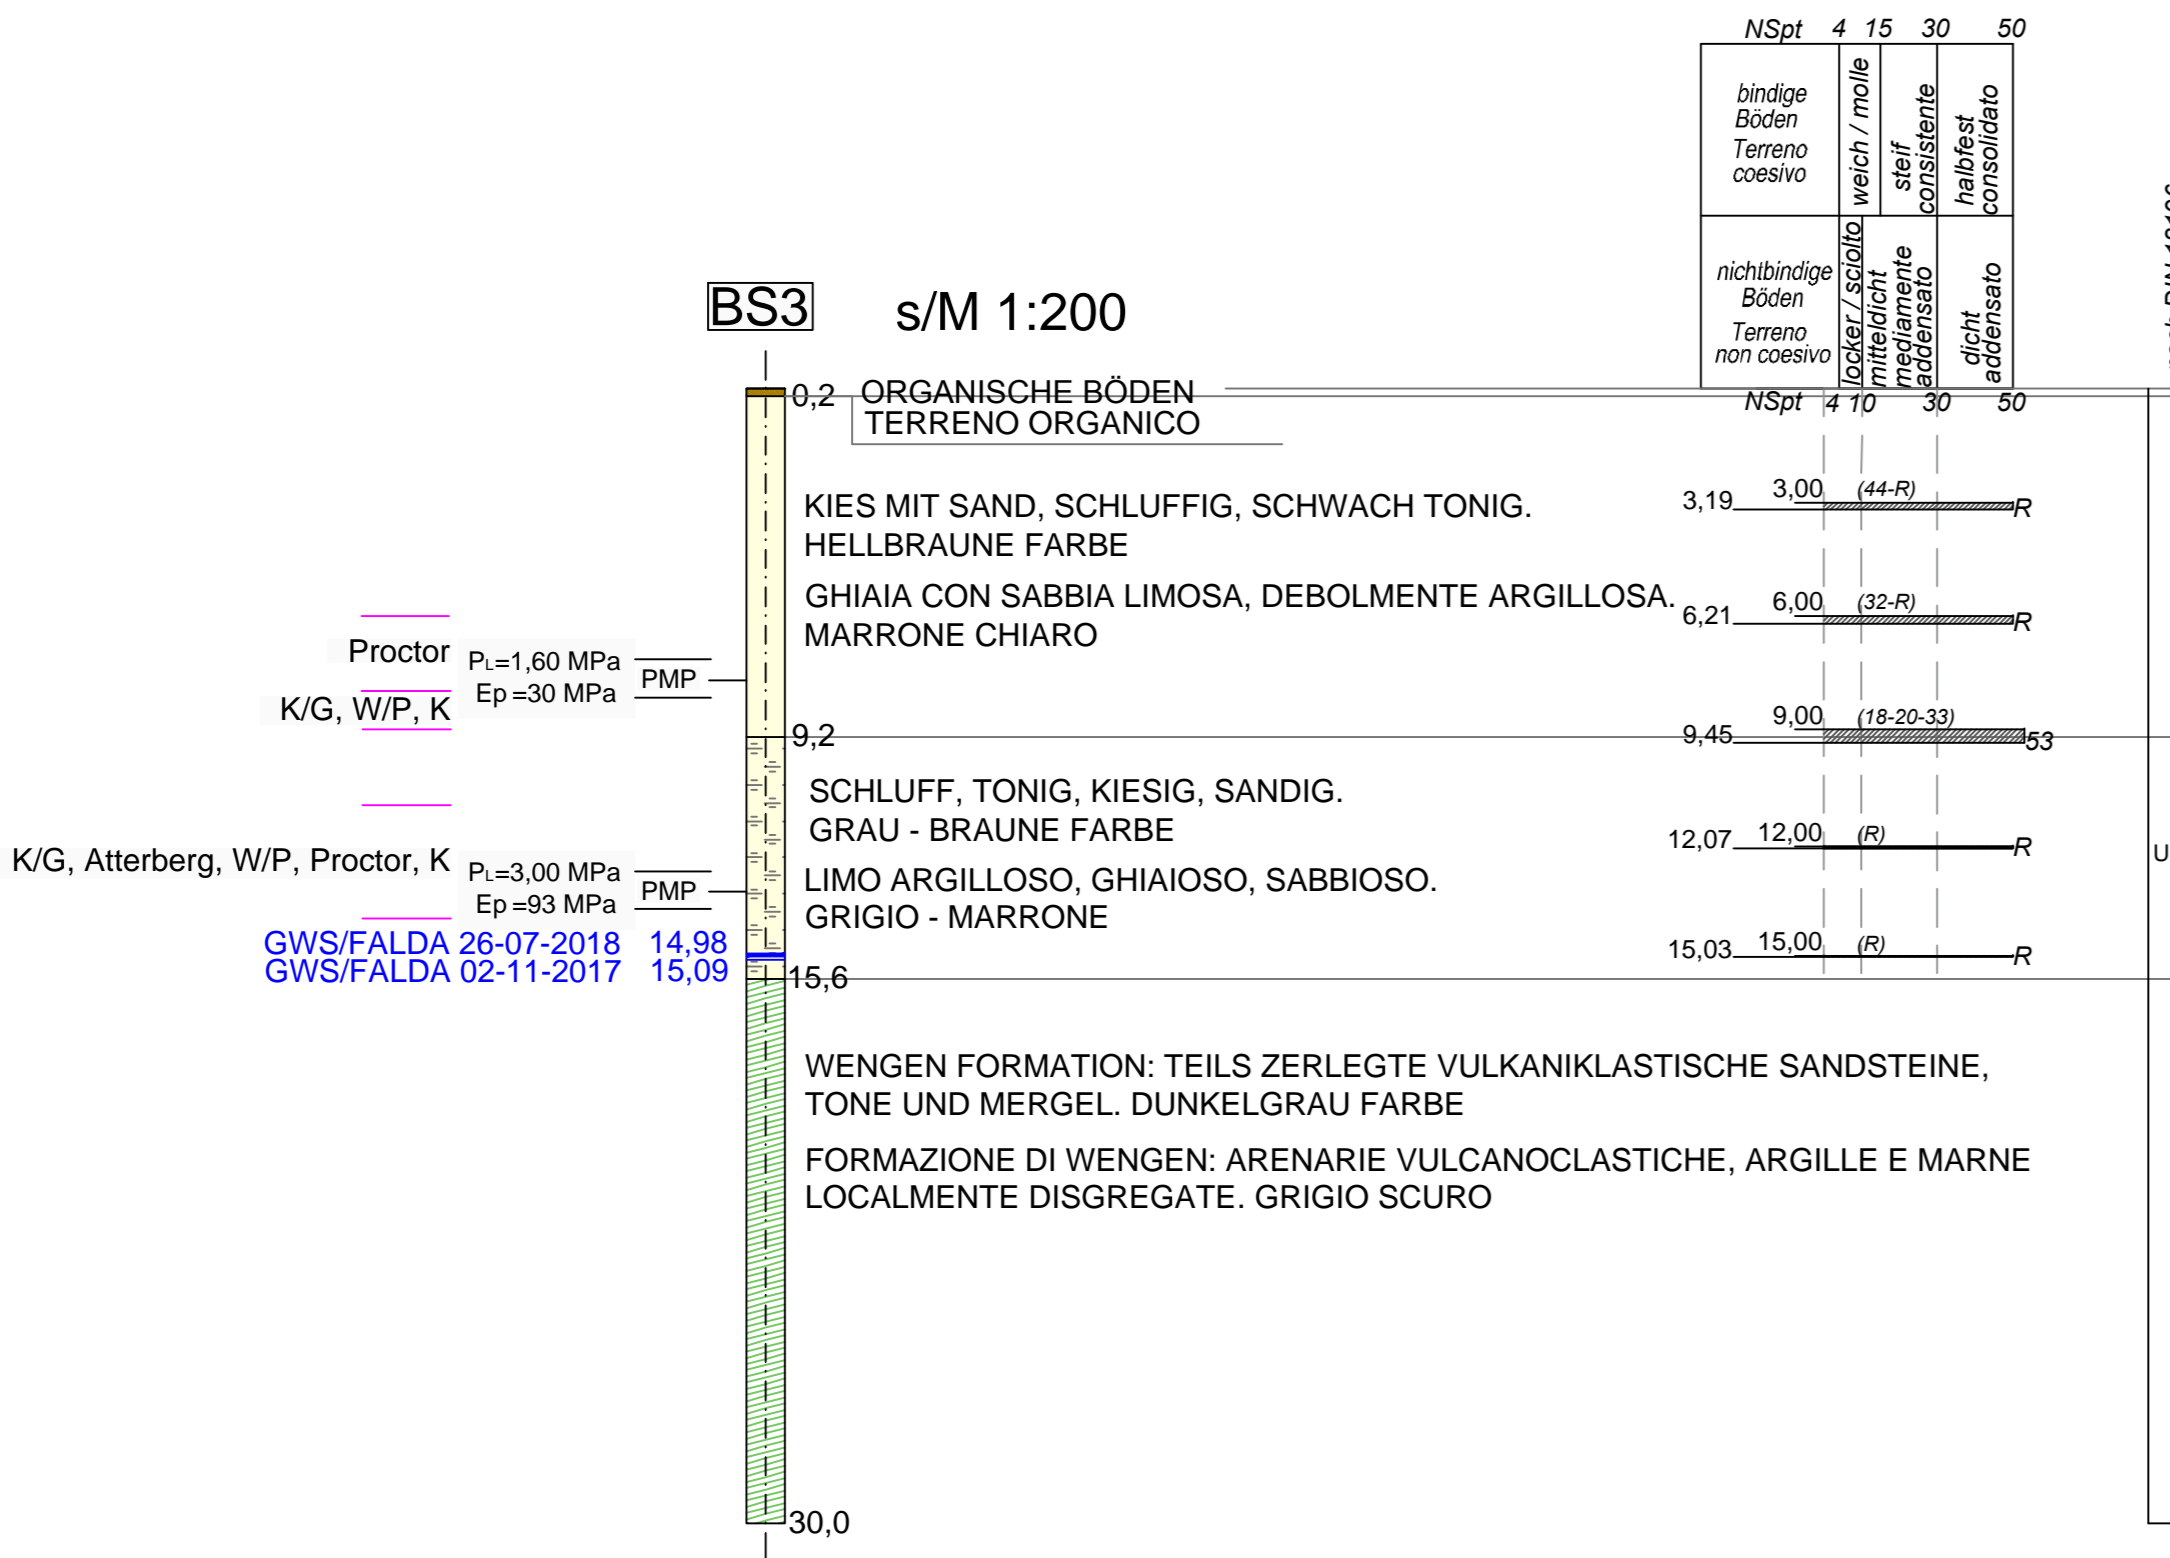 NSpt 4 15 30 50
bindige
Böden
Terreno
coesivo
weich / molle
steif
consistente
halbfest
consolidato
nichtbindige
Böden
Terreno
non coesivo
locker / sciolto
mitteldicht
mediamente
addensato
dicht
addensato
NSpt 4 10 30 50
BS3 s/M 1:200
0,2 ORGANISCHE BÖDEN
TERRENO ORGANICO
KIES MIT SAND, SCHLUFFIG, SCHWACH TONIG.
HELLBRAUNE FARBE
GHIAIA CON SABBIA LIMOSA, DEBOLMENTE ARGILLOSA.
MARRONE CHIARO
3,19 3,00 (44-R) R
6,21 6,00 (32-R) R
Proctor
PL=1,60 MPa
Ep =30 MPa
PMP
K/G, W/P, K
9,2
9,45 9,00 (18-20-33) 53
SCHLUFF, TONIG, KIESIG, SANDIG.
GRAU - BRAUNE FARBE
LIMO ARGILLOSO, GHIAIOSO, SABBIOSO.
GRIGIO - MARRONE
12,07 12,00 (R) R
U
K/G, Atterberg, W/P, Proctor, K
PL=3,00 MPa
Ep =93 MPa
PMP
GWS/FALDA 26-07-2018 14,98
GWS/FALDA 02-11-2017 15,09
15,03 15,00 (R) R
15,6
WENGEN FORMATION: TEILS ZERLEGTE VULKANIKLASTISCHE SANDSTEINE,
TONE UND MERGEL. DUNKELGRAU FARBE
FORMAZIONE DI WENGEN: ARENARIE VULCANOCLASTICHE, ARGILLE E MARNE
LOCALMENTE DISGREGATE. GRIGIO SCURO
30,0